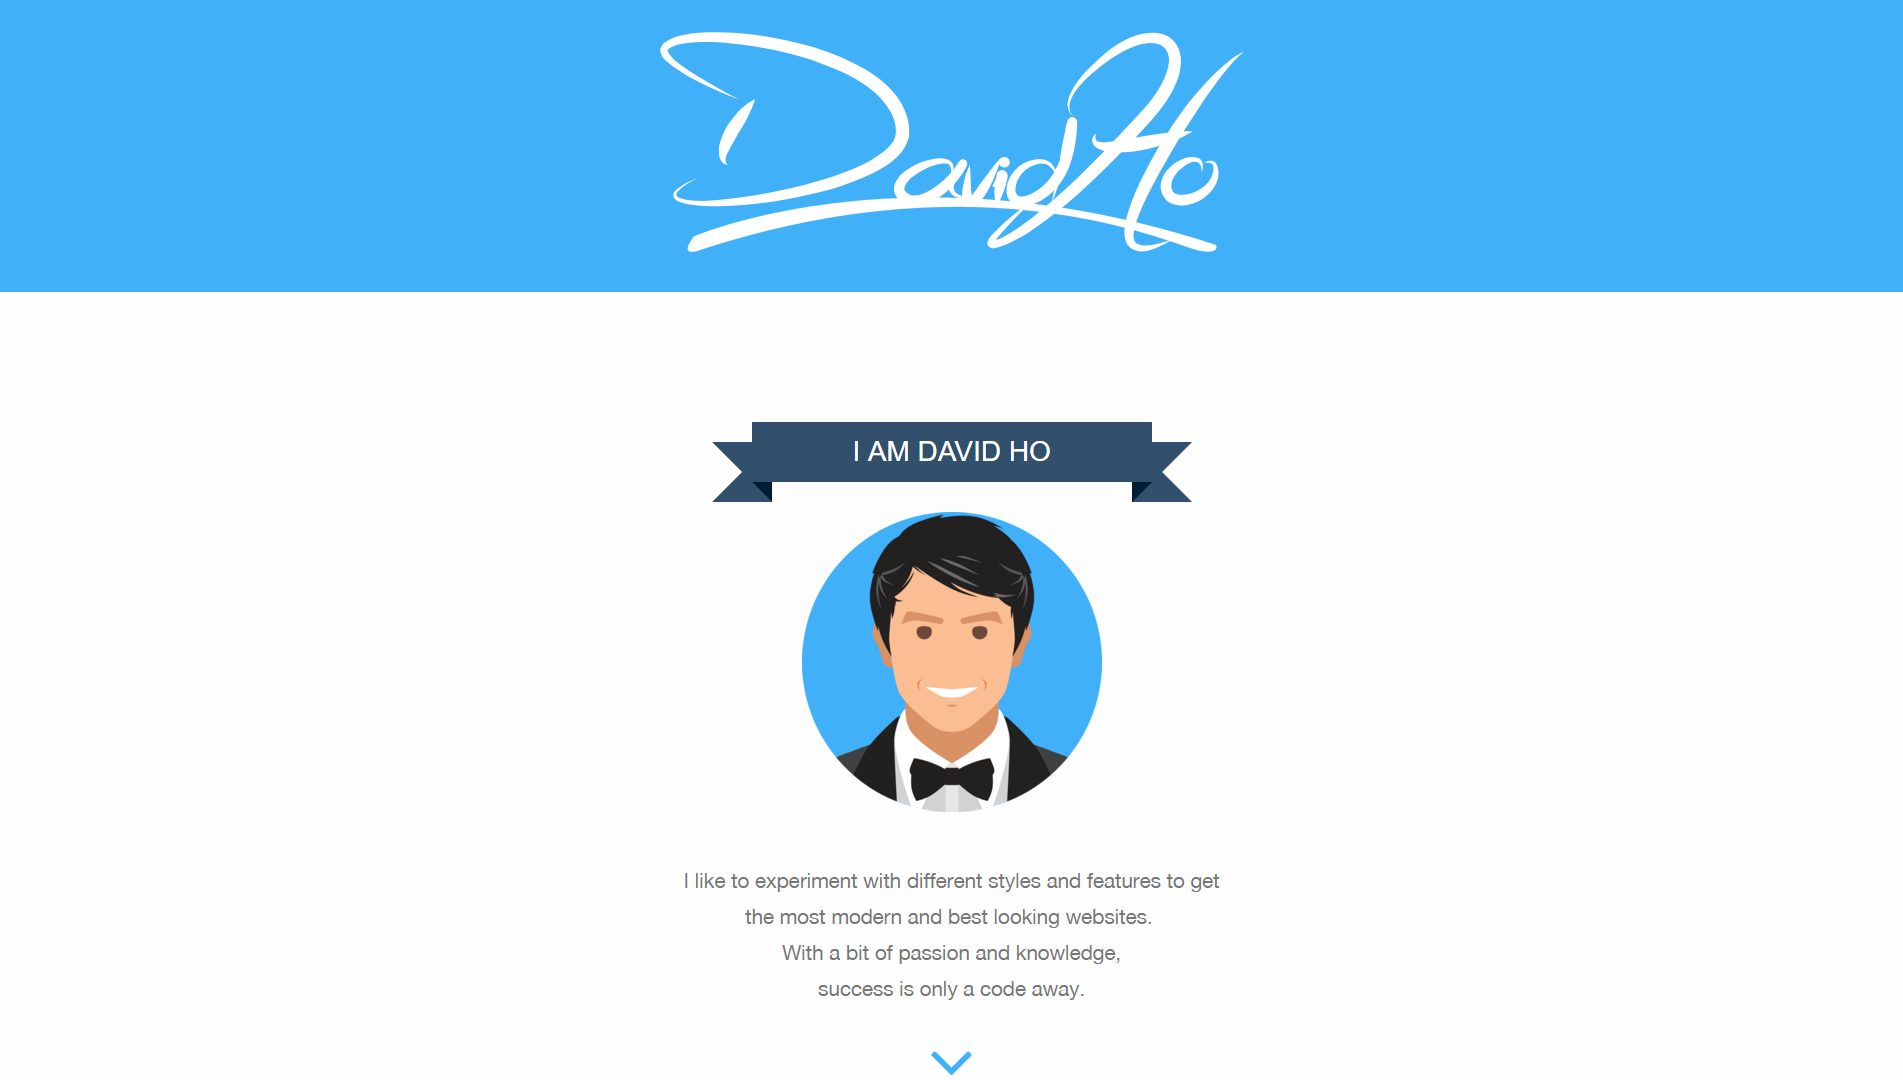 David Ho
I AM DAVID HO
I like to experiment with different styles and features to get
the most modern and best looking websites.
With a bit of passion and knowledge,
success is only a code away.